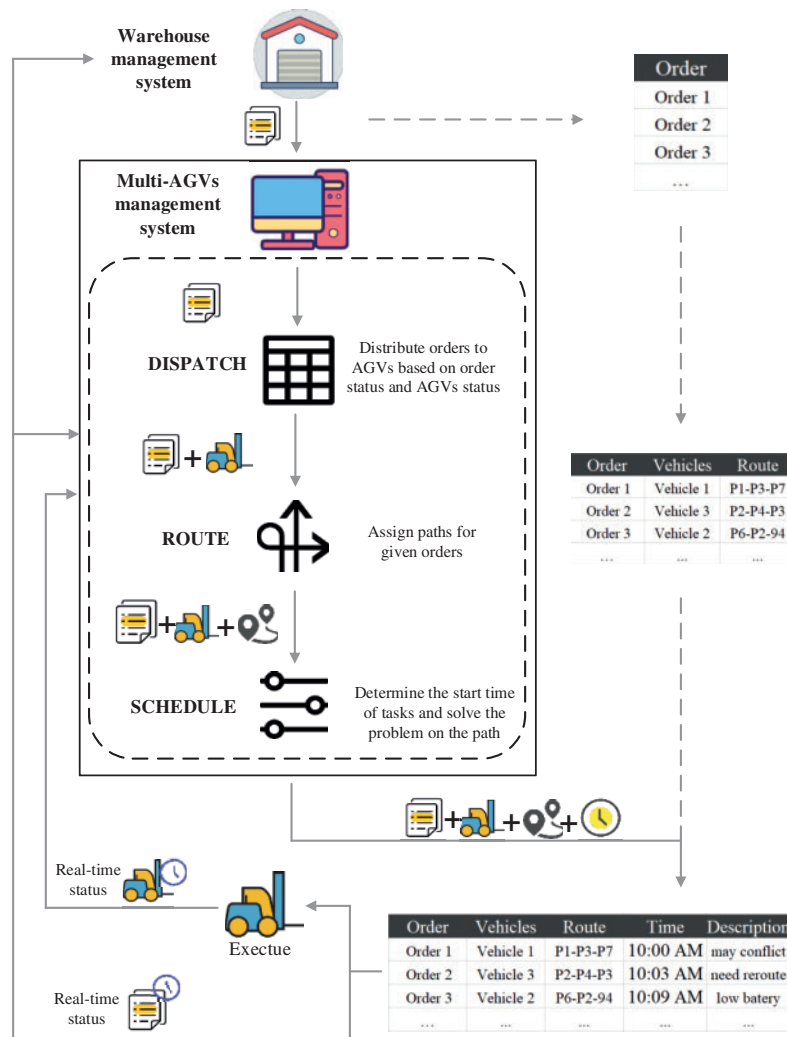 Warehouse
management
system
Order
Order 1
Order 2
Order 3
...
Multi-AGVs
management
system
DISPATCH
Distribute orders to
AGVs based on order
status and AGVs status
Order Vehicles Route
Order 1 Vehicle 1 P1-P3-P7
Order 2 Vehicle 3 P2-P4-P3
Order 3 Vehicle 2 P6-P2-94
... ... ...
ROUTE
Assign paths for
given orders
SCHEDULE
Determine the start time
of tasks and solve the
problem on the path
Real-time
status
Exectue
Order Vehicles Route Time Description
Order 1 Vehicle 1 P1-P3-P7 10:00 AM may conflict
Order 2 Vehicle 3 P2-P4-P3 10:03 AM need reroute
Order 3 Vehicle 2 P6-P2-94 10:09 AM low batery
... ... ... ... ...
Real-time
status